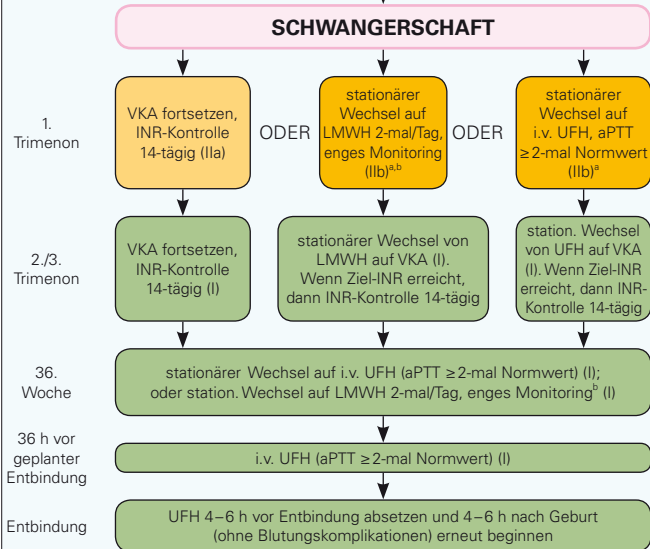 SCHWANGERSCHAFT
1.
Trimenon
VKA fortsetzen,
INR-Kontrolle
14-tägig (IIa)
ODER
stationärer
Wechsel auf
LMWH 2-mal/Tag,
enges Monitoring
(IIb)a,b
ODER
stationärer
Wechsel auf
i.v. UFH, aPTT
≥2-mal Normwert
(IIb)a
2./3.
Trimenon
VKA fortsetzen,
INR-Kontrolle
14-tägig (I)
stationärer Wechsel von
LMWH auf VKA (I).
Wenn Ziel-INR erreicht,
dann INR-Kontrolle 14-tägig
station. Wechsel
von UFH auf VKA
(I). Wenn Ziel-INR
erreicht, dann INR-
Kontrolle 14-tägig
36.
Woche
stationärer Wechsel auf i.v. UFH (aPTT ≥2-mal Normwert) (I);
oder station. Wechsel auf LMWH 2-mal/Tag, enges Monitoringb (I)
36 h vor
geplanter
Entbindung
i.v. UFH (aPTT ≥2-mal Normwert) (I)
Entbindung
UFH 4–6 h vor Entbindung absetzen und 4–6 h nach Geburt
(ohne Blutungskomplikationen) erneut beginnen